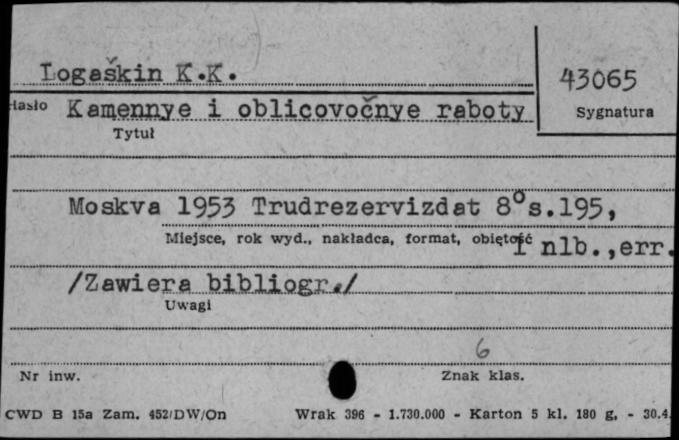 Logaškin K.K.
43065
Hasło Kamennye i oblicovočnye raboty
Sygnatura
Tytuł
Moskva 1953 Trudrezervizdat 8°s.195,
Miejsce, rok wyd., nakładca, format, objętość
1 nlb.,err.
/Zawiera bibliogr./
Uwagi
6
Nr inw.
Znak klas.
CWD B 15a Zam. 452/DW/On Wrak 396 - 1.730.000 - Karton 5 kl. 180 g, - 30.4